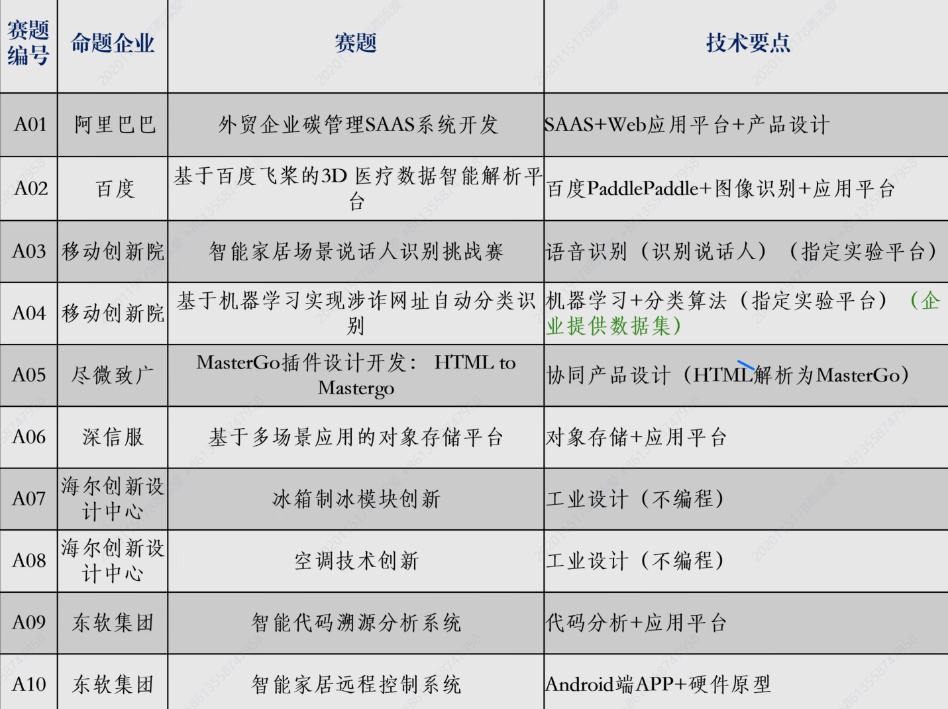 赛题
编号
命题企业
赛题
技术要点
A01
阿里巴巴
外贸企业碳管理SAAS系统开发
SAAS+Web应用平台+产品设计
A02
百度
基于百度飞桨的3D 医疗数据智能解析平
台
百度PaddlePaddle+图像识别+应用平台
A03
移动创新院
智能家居场景说话人识别挑战赛
语音识别（识别说话人）（指定实验平台）
A04
移动创新院
基于机器学习实现涉诈网址自动分类识
别
机器学习+分类算法（指定实验平台）（企
业提供数据集）
A05
尽微致广
MasterGo插件设计开发： HTML to
Mastergo
协同产品设计（HTML解析为MasterGo）
A06
深信服
基于多场景应用的对象存储平台
对象存储+应用平台
A07
海尔创新设
计中心
冰箱制冰模块创新
工业设计（不编程）
A08
海尔创新设
计中心
空调技术创新
工业设计（不编程）
A09
东软集团
智能代码溯源分析系统
代码分析+应用平台
A10
东软集团
智能家居远程控制系统
Android端APP+硬件原型